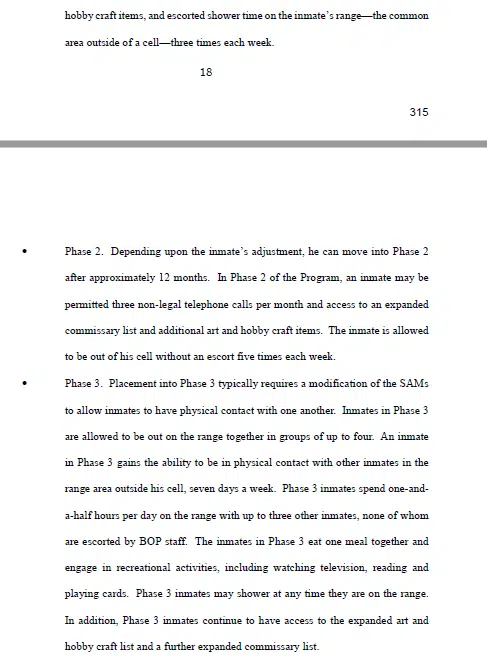 hobby craft items, and escorted shower time on the inmate's range—the common
area outside of a cell—three times each week.
18
315
• Phase 2.  Depending upon the inmate's adjustment, he can move into Phase 2
after approximately 12 months.  In Phase 2 of the Program, an inmate may be
permitted three non-legal telephone calls per month and access to an expanded
commissary list and additional art and hobby craft items.  The inmate is allowed
to be out of his cell without an escort five times each week.
• Phase 3.  Placement into Phase 3 typically requires a modification of the SAMs
to allow inmates to have physical contact with one another.  Inmates in Phase 3
are allowed to be out on the range together in groups of up to four.  An inmate
in Phase 3 gains the ability to be in physical contact with other inmates in the
range area outside his cell, seven days a week.  Phase 3 inmates spend one-and-
a-half hours per day on the range with up to three other inmates, none of whom
are escorted by BOP staff.  The inmates in Phase 3 eat one meal together and
engage in recreational activities, including watching television, reading and
playing cards.  Phase 3 inmates may shower at any time they are on the range.
In addition, Phase 3 inmates continue to have access to the expanded art and
hobby craft list and a further expanded commissary list.